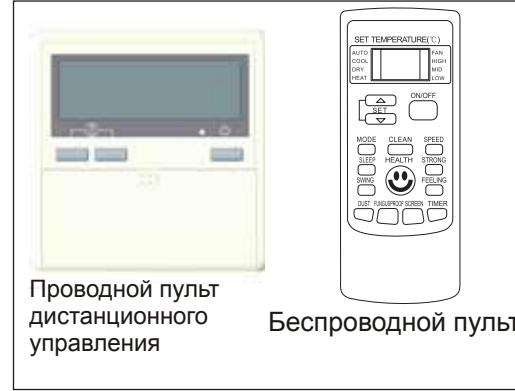 SET TEMPERATURE(℃)
AUTO FAN
COOL HIGH
DRY MID
HEAT LOW
ON/OFF
SET
MODE CLEAN SPEED
SLEEP HEALTH STRONG
SWING FEELING
DUST FUNGUSPROOF SCREEN TIMER
Проводной пульт
дистанционного
управления
Беспроводной пульт